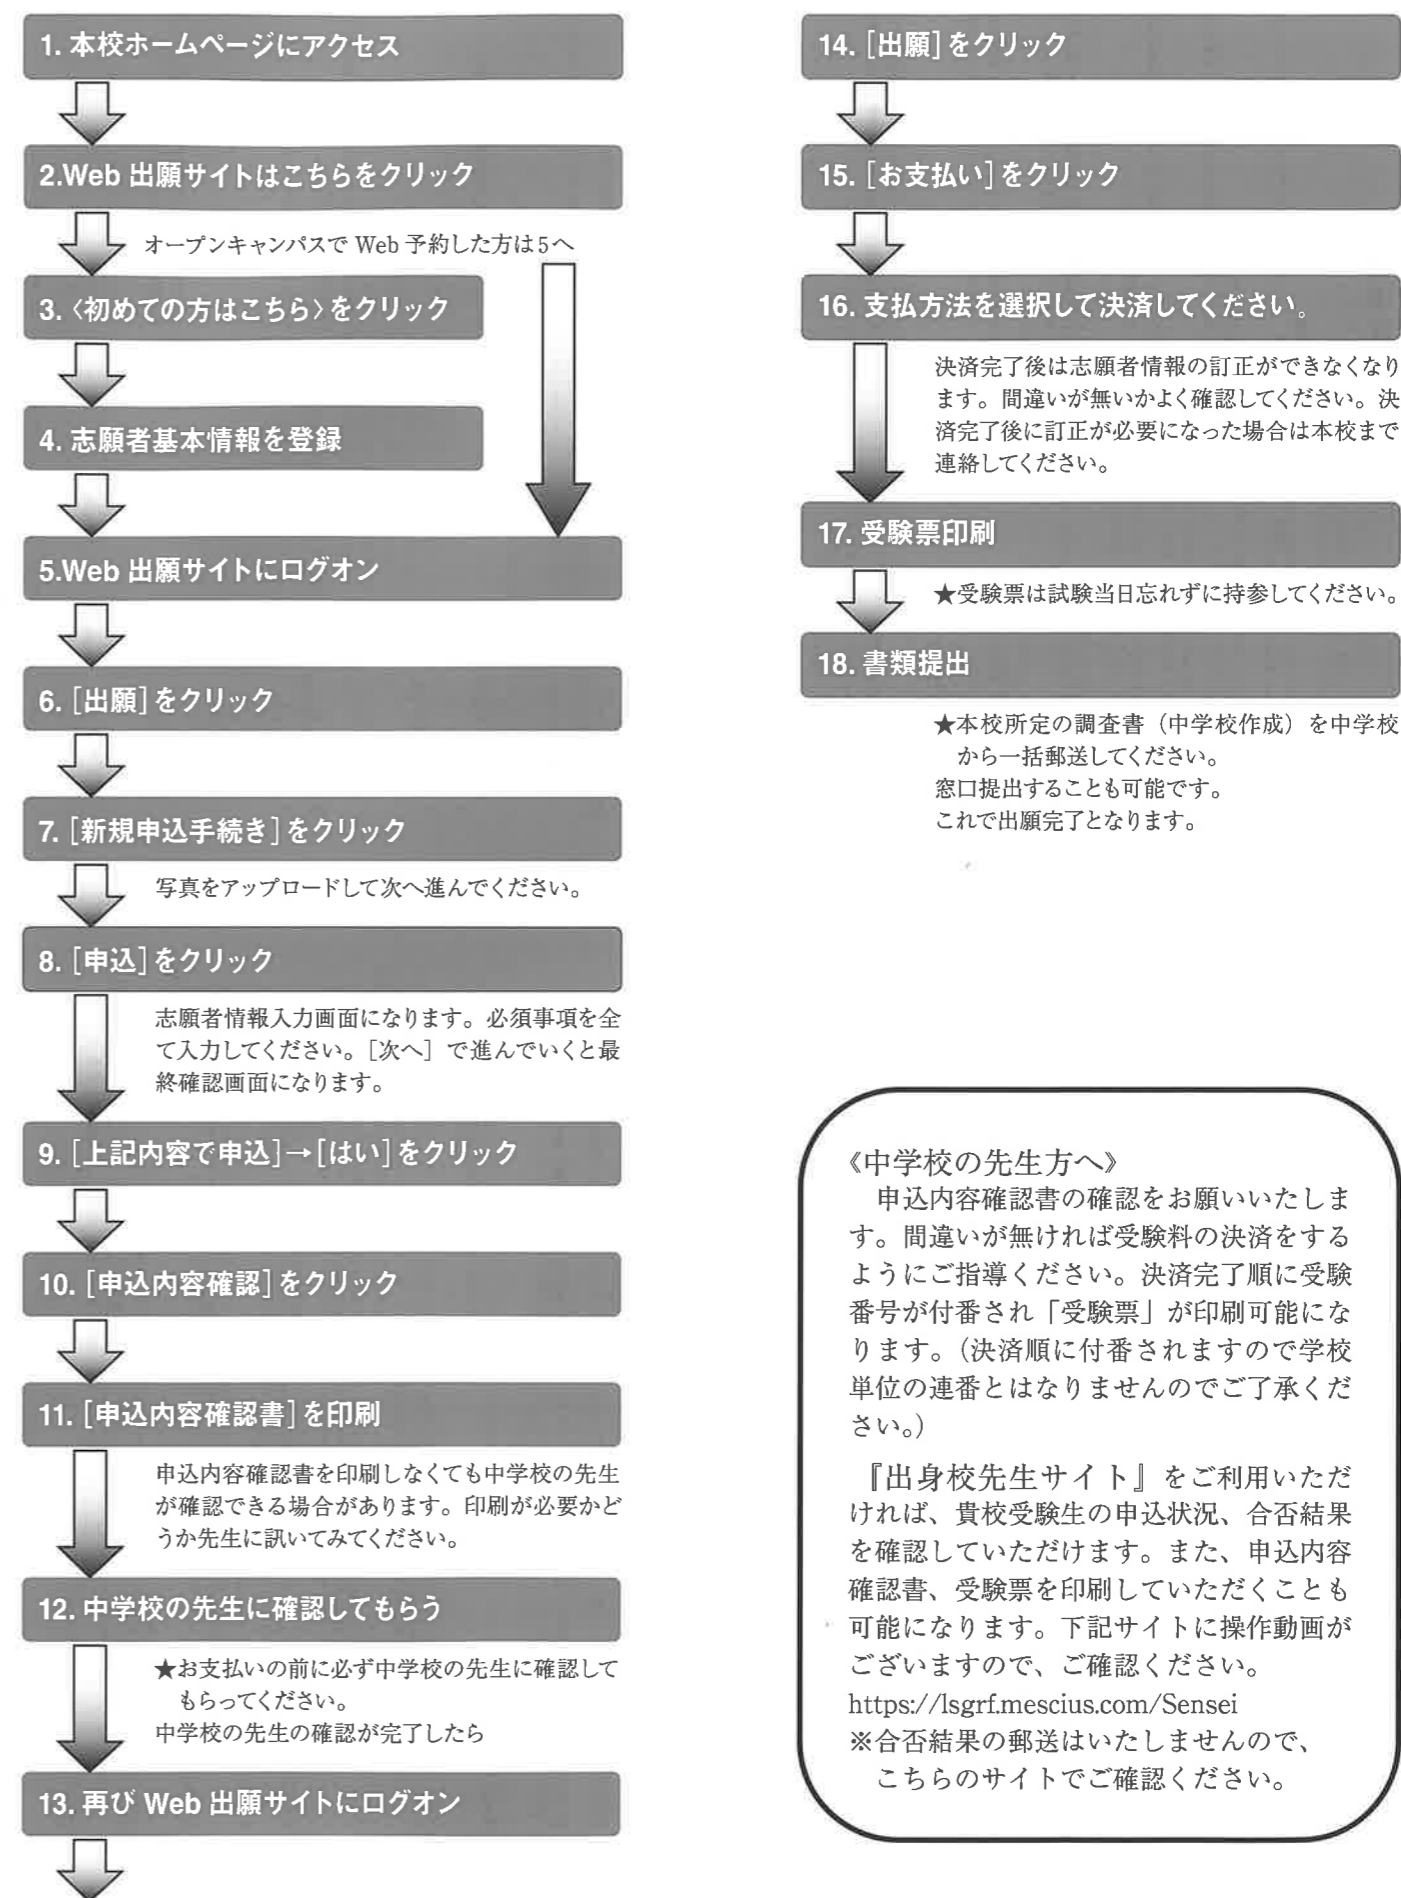 1. 本校ホームページにアクセス
2.Web 出願サイトはこちらをクリック
オープンキャンパスで Web 予約した方は5へ
3. 〈初めての方はこちら〉をクリック
4. 志願者基本情報を登録
5.Web 出願サイトにログオン
6. [出願]をクリック
7. [新規申込手続き]をクリック
写真をアップロードして次へ進んでください。
8. [申込]をクリック
志願者情報入力画面になります。必須事項を全
て入力してください。[次へ] で進んでいくと最
終確認画面になります。
9. [上記内容で申込]→[はい]をクリック
10. [申込内容確認]をクリック
11. [申込内容確認書]を印刷
申込内容確認書を印刷しなくても中学校の先生
が確認できる場合があります。印刷が必要かど
うか先生に訊いてみてください。
12. 中学校の先生に確認してもらう
★お支払いの前に必ず中学校の先生に確認して
もらってください。
中学校の先生の確認が完了したら
13. 再び Web 出願サイトにログオン
14. [出願]をクリック
15. [お支払い]をクリック
16. 支払方法を選択して決済してください。
決済完了後は志願者情報の訂正ができなくなり
ます。間違いが無いかよく確認してください。決
済完了後に訂正が必要になった場合は本校まで
連絡してください。
17. 受験票印刷
★受験票は試験当日忘れずに持参してください。
18. 書類提出
★本校所定の調査書（中学校作成）を中学校
から一括郵送してください。
窓口提出することも可能です。
これで出願完了となります。
《中学校の先生方へ》
申込内容確認書の確認をお願いいたしま
す。間違いが無ければ受験料の決済をする
ようにご指導ください。決済完了順に受験
番号が付番され「受験票」が印刷可能にな
ります。（決済順に付番されますので学校
単位の連番とはなりませんのでご了承くだ
さい。）
『出身校先生サイト』をご利用いただ
ければ、貴校受験生の申込状況、合否結果
を確認していただけます。また、申込内容
確認書、受験票を印刷していただくことも
可能になります。下記サイトに操作動画が
ございますので、ご確認ください。
https://lsgrf.mescius.com/Sensei
※合否結果の郵送はいたしませんので、
こちらのサイトでご確認ください。